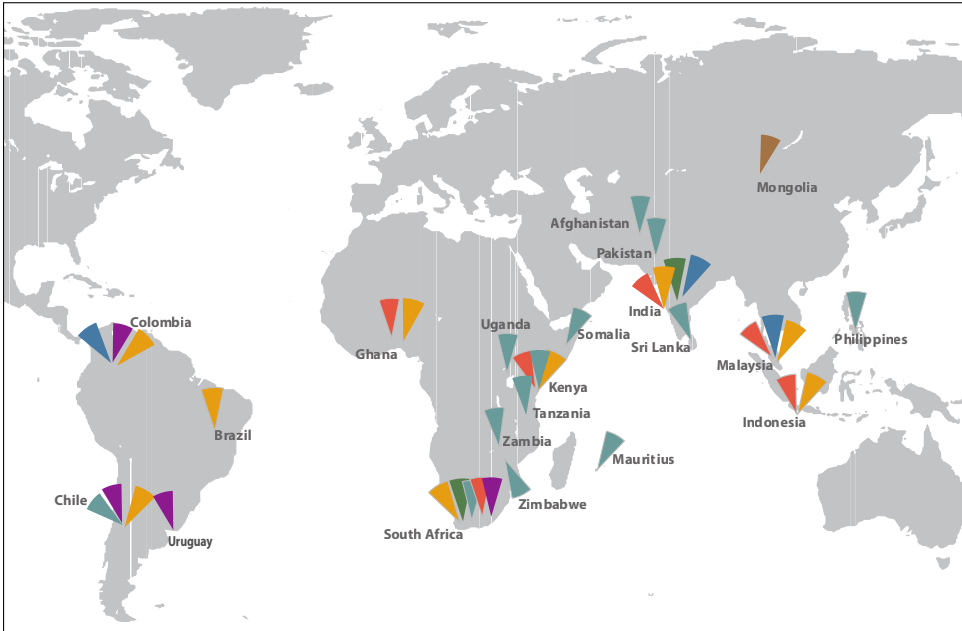 Mongolia
Afghanistan
Pakistan
India
Sri Lanka
Colombia
Ghana
Uganda
Somalia
Philippines
Malaysia
Kenya
Tanzania
Indonesia
Brazil
Zambia
Mauritius
Chile
Zimbabwe
South Africa
Uruguay